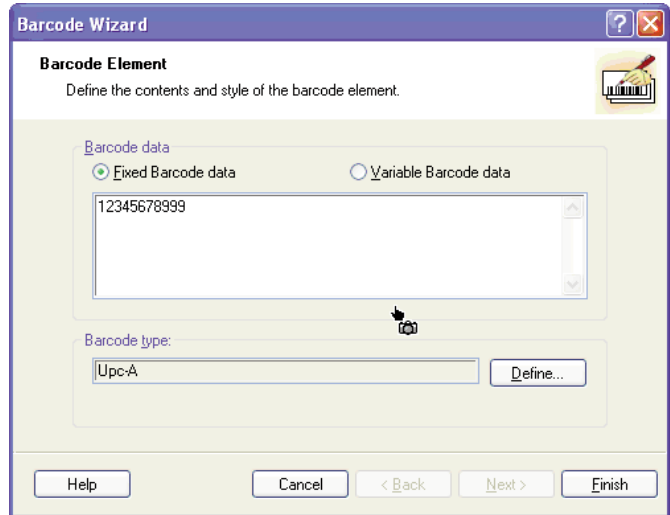 Barcode Wizard
Barcode Element
Define the contents and style of the barcode element.
Barcode data
Fixed Barcode data Variable Barcode data
12345678999
Barcode type:
Upc-A Define...
Help Cancel < Back Next > Finish